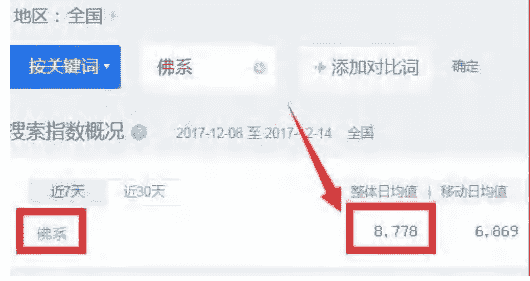 地区：全国
按关键词 佛系 添加对比词 确定
搜索指数概况 2017-12-08 至 2017-12-14 全国
近7天 近30天 整体日均值 移动日均值
佛系 8,778 6,869